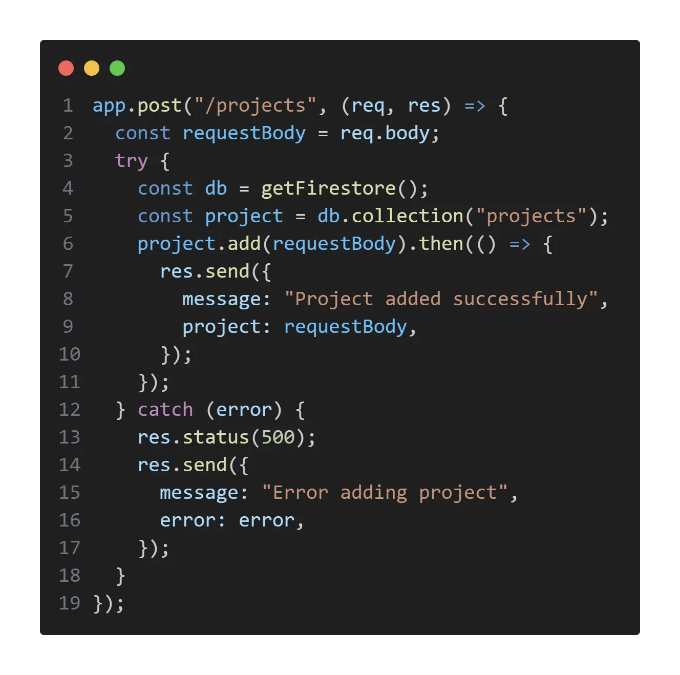 1 app.post("/projects", (req, res) => {
2   const requestBody = req.body;
3   try {
4     const db = getFirestore();
5     const project = db.collection("projects");
6     project.add(requestBody).then(() => {
7       res.send({
8         message: "Project added successfully",
9         project: requestBody,
10       });
11     });
12   } catch (error) {
13     res.status(500);
14     res.send({
15       message: "Error adding project",
16       error: error,
17     });
18   }
19 });